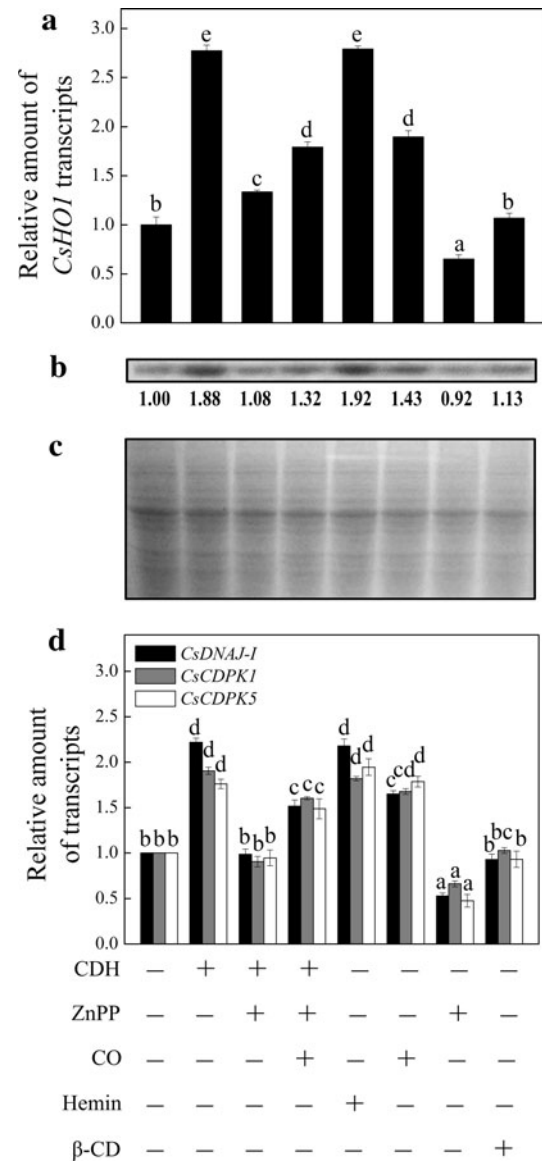 a
Relative amount of
CsHO1 transcripts
3.0
2.5
2.0
1.5
1.0
0.5
0.0
b e c d e d a b
b
1.00 1.88 1.08 1.32 1.92 1.43 0.92 1.13
c
d
Relative amount
of transcripts
3.0
2.5
2.0
1.5
1.0
0.5
0.0
CsDNAJ-I
CsCDPK1
CsCDPK5
b b b d d d b b b c c c d d d c cd d a a a b bc b
CDH — + + + — — — —
ZnPP — — + + — — + —
CO — — — + — + — —
Hemin — — — — + — — —
β-CD — — — — — — — +